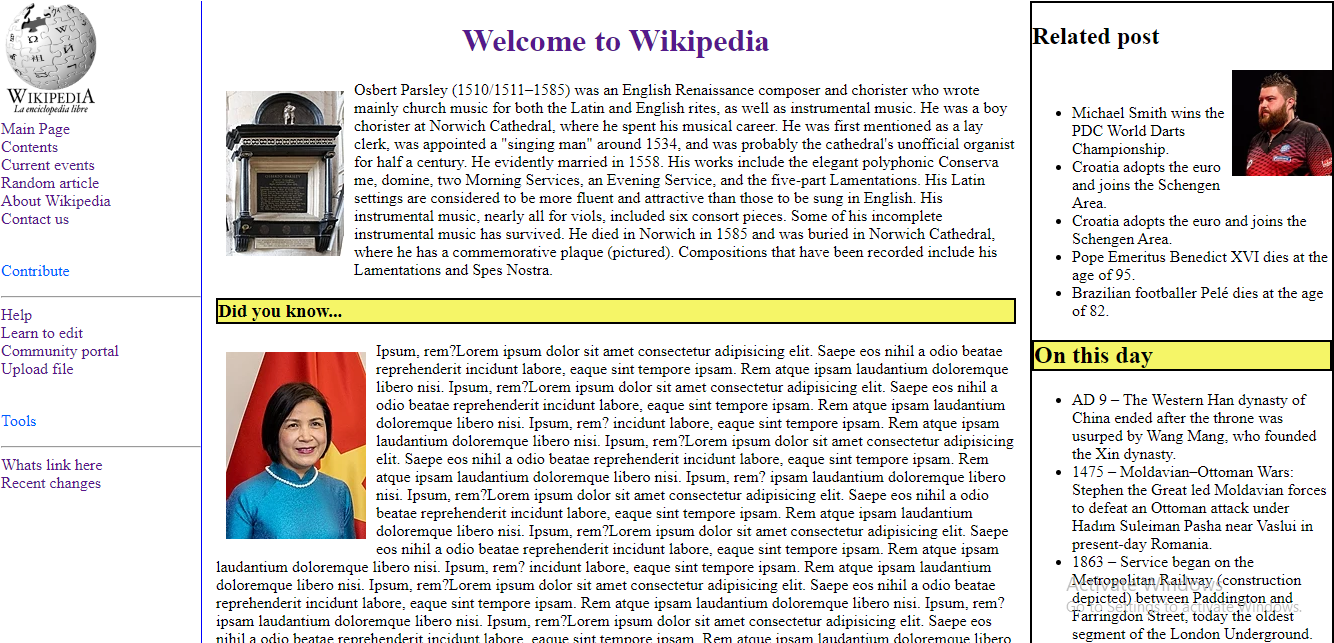 WIKIPEDIA
La enciclopedia libre
Main Page
Contents
Current events
Random article
About Wikipedia
Contact us
Contribute
Help
Learn to edit
Community portal
Upload file
Tools
Whats link here
Recent changes
Welcome to Wikipedia
Osbert Parsley (1510/1511–1585) was an English Renaissance composer and chorister who wrote
mainly church music for both the Latin and English rites, as well as instrumental music. He was a boy
chorister at Norwich Cathedral, where he spent his musical career. He was first mentioned as a lay
clerk, was appointed a "singing man" around 1534, and was probably the cathedral's unofficial organist
for half a century. He evidently married in 1558. His works include the elegant polyphonic Conserva
me, domine, two Morning Services, an Evening Service, and the five-part Lamentations. His Latin
settings are considered to be more fluent and attractive than those to be sung in English. His
instrumental music, nearly all for viols, included six consort pieces. Some of his incomplete
instrumental music has survived. He died in Norwich in 1585 and was buried in Norwich Cathedral,
where he has a commemorative plaque (pictured). Compositions that have been recorded include his
Lamentations and Spes Nostra.
Did you know...
Ipsum, rem?Lorem ipsum dolor sit amet consectetur adipisicing elit. Saepe eos nihil a odio beatae
reprehenderit incidunt labore, eaque sint tempore ipsam. Rem atque ipsam laudantium doloremque
libero nisi. Ipsum, rem?Lorem ipsum dolor sit amet consectetur adipisicing elit. Saepe eos nihil a
odio beatae reprehenderit incidunt labore, eaque sint tempore ipsam. Rem atque ipsam laudantium
doloremque libero nisi. Ipsum, rem? incidunt labore, eaque sint tempore ipsam. Rem atque ipsam
laudantium doloremque libero nisi. Ipsum, rem?Lorem ipsum dolor sit amet consectetur adipisicing
elit. Saepe eos nihil a odio beatae reprehenderit incidunt labore, eaque sint tempore ipsam. Rem
atque ipsam laudantium doloremque libero nisi. Ipsum, rem? ipsam laudantium doloremque libero
nisi. Ipsum, rem?Lorem ipsum dolor sit amet consectetur adipisicing elit. Saepe eos nihil a odio
beatae reprehenderit incidunt labore, eaque sint tempore ipsam. Rem atque ipsam laudantium
doloremque libero nisi. Ipsum, rem?Lorem ipsum dolor sit amet consectetur adipisicing elit. Saepe
eos nihil a odio beatae reprehenderit incidunt labore, eaque sint tempore ipsam. Rem atque ipsam
laudantium doloremque libero nisi. Ipsum, rem? incidunt labore, eaque sint tempore ipsam. Rem atque ipsam laudantium
doloremque libero nisi. Ipsum, rem?Lorem ipsum dolor sit amet consectetur adipisicing elit. Saepe eos nihil a odio beatae
reprehenderit incidunt labore, eaque sint tempore ipsam. Rem atque ipsam laudantium doloremque libero nisi. Ipsum, rem?
ipsam laudantium doloremque libero nisi. Ipsum, rem?Lorem ipsum dolor sit amet consectetur adipisicing elit. Saepe eos
nihil a odio beatae reprehenderit incidunt labore, eaque sint tempore ipsam. Rem atque ipsam laudantium doloremque libero
Related post
Michael Smith wins the
PDC World Darts
Championship.
Croatia adopts the euro
and joins the Schengen
Area.
Croatia adopts the euro and joins the
Schengen Area.
Pope Emeritus Benedict XVI dies at the
age of 95.
Brazilian footballer Pelé dies at the age
of 82.
On this day
AD 9 – The Western Han dynasty of
China ended after the throne was
usurped by Wang Mang, who founded
the Xin dynasty.
1475 – Moldavian–Ottoman Wars:
Stephen the Great led Moldavian forces
to defeat an Ottoman attack under
Hadım Suleiman Pasha near Vaslui in
present-day Romania.
1863 – Service began on the
Metropolitan Railway (construction
depicted) between Paddington and
Farringdon Street, today the oldest
segment of the London Underground.
Activate Windows
Go to Settings to activate Windows.